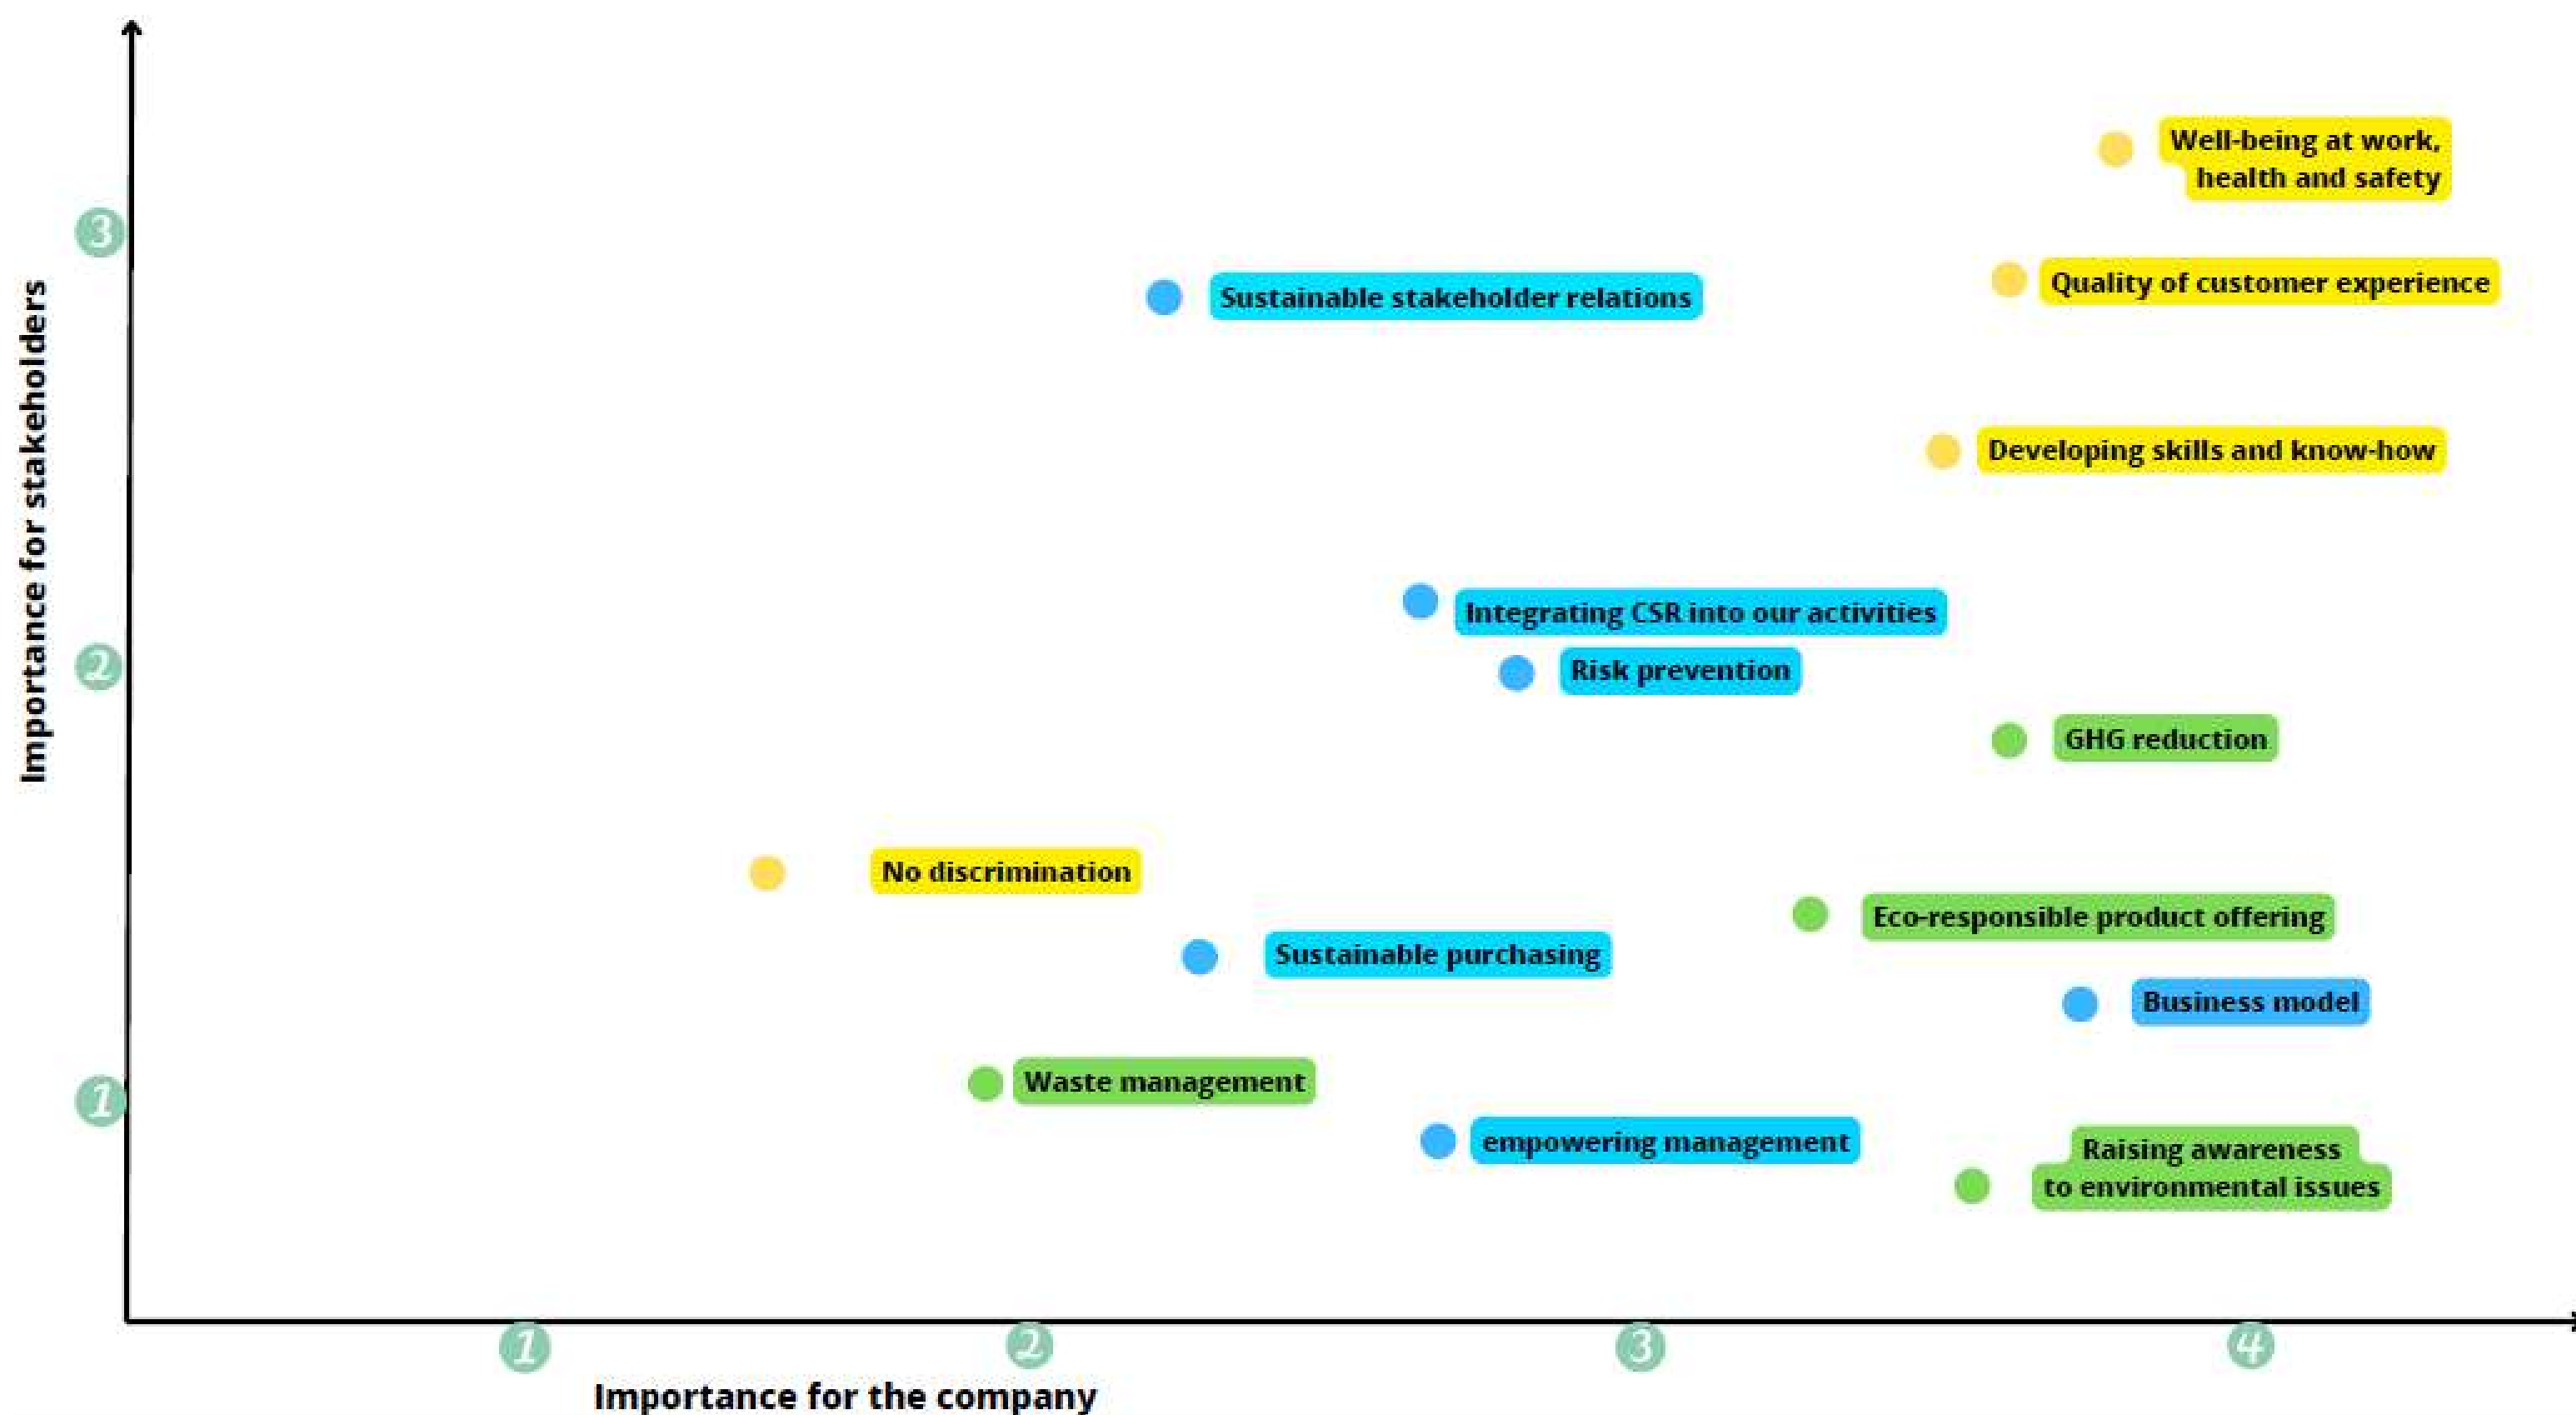 Well-being at work,
health and safety
3
Quality of customer experience
Sustainable stakeholder relations
Importance for stakeholders
Developing skills and know-how
Integrating CSR into our activities
2
Risk prevention
GHG reduction
No discrimination
Eco-responsible product offering
Sustainable purchasing
Business model
Waste management
1
empowering management
Raising awareness
to environmental issues
1
2
3
4
Importance for the company